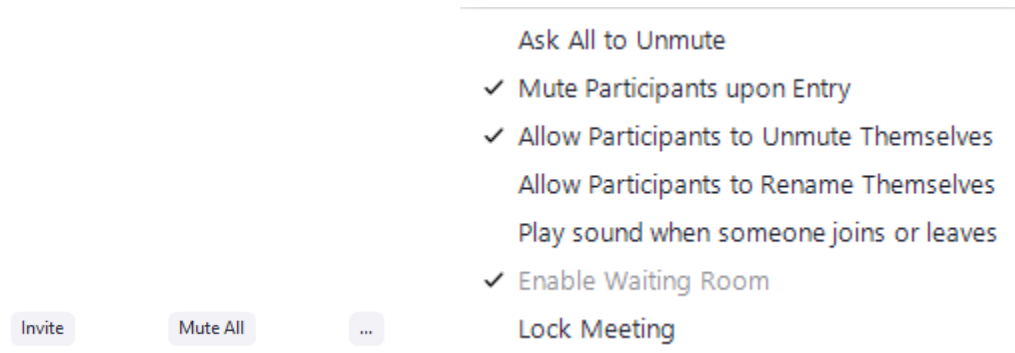 Ask All to Unmute
Mute Participants upon Entry
Allow Participants to Unmute Themselves
Allow Participants to Rename Themselves
Play sound when someone joins or leaves
Enable Waiting Room
Lock Meeting
Invite
Mute All
...